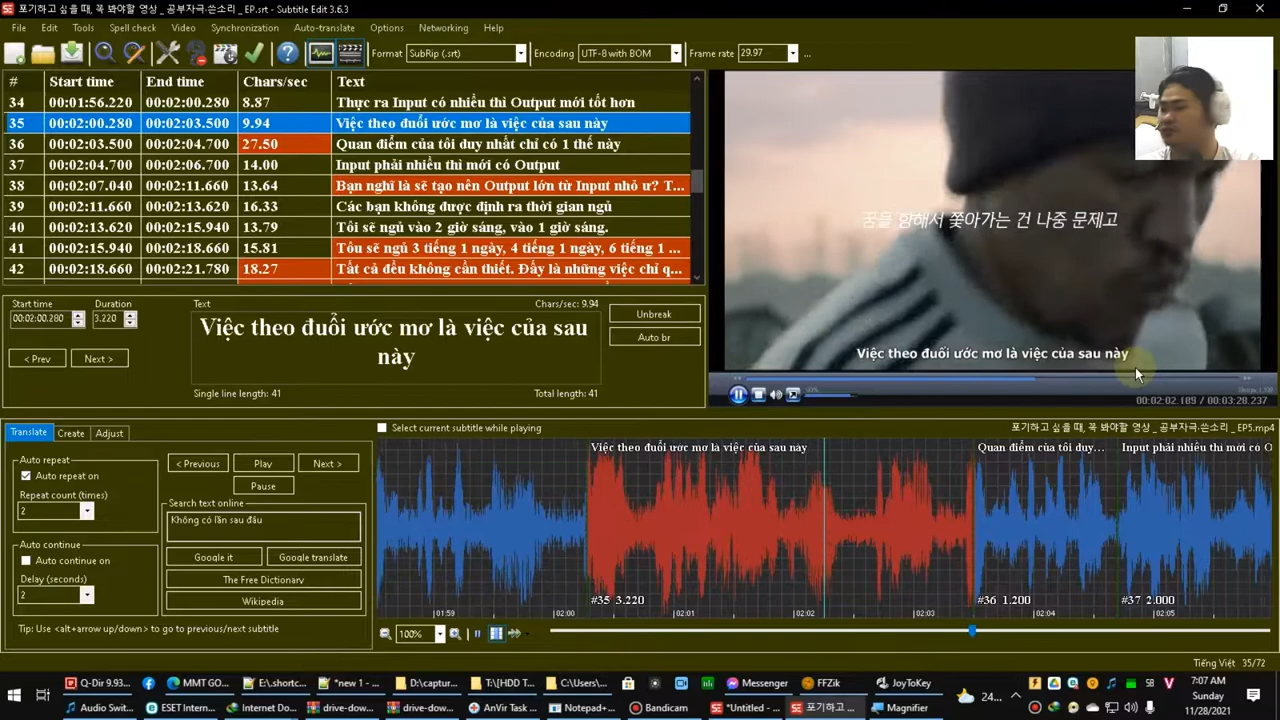 포기하고 싶을 때, 꼭 봐야할 영상 _ 공부자극·쓴소리 _ EP.srt - Subtitle Edit 3.6.3
File Edit Tools Spell check Video Synchronization Auto-translate Options Networking Help
Format SubRip (.srt) Encoding UTF-8 with BOM Frame rate 29.97 ...
# Start time End time Chars/sec Text
34 00:01:56.220 00:02:00.280 8.87 Thực ra Input có nhiều thì Output mới tốt hơn
35 00:02:00.280 00:02:03.500 9.94 Việc theo đuổi ước mơ là việc của sau này
36 00:02:03.500 00:02:04.700 27.50 Quan điểm của tôi duy nhất chỉ có 1 thế này
37 00:02:04.700 00:02:06.700 14.00 Input phải nhiều thì mới có Output
38 00:02:07.040 00:02:11.660 13.64 Bạn nghĩ là sẽ tạo nên Output lớn từ Input nhỏ ư? T...
39 00:02:11.660 00:02:13.620 16.33 Các bạn không được định ra thời gian ngủ
40 00:02:13.620 00:02:15.940 13.79 Tôi sẽ ngủ vào 2 giờ sáng, vào 1 giờ sáng.
41 00:02:15.940 00:02:18.660 15.81 Tôu sẽ ngủ 3 tiếng 1 ngày, 4 tiếng 1 ngày, 6 tiếng 1 ...
42 00:02:18.660 00:02:21.780 18.27 Tất cả đều không cần thiết. Đấy là những việc chỉ q...
꿈을 향해서 쫓아가는 건 나중 문제고
Việc theo đuổi ước mơ là việc của sau này
00:02:02.189 / 00:03:28.237
Start time Duration Text Chars/sec: 9.94
00:02:00.280 3.220
Việc theo đuổi ước mơ là việc của sau
này
Unbreak
Auto br
< Prev Next >
Single line length: 41 Total length: 41
Translate Create Adjust
Select current subtitle while playing
포기하고 싶을 때, 꼭 봐야할 영상 _ 공부자극·쓴소리 _ EP5.mp4
Auto repeat
Auto repeat on
Repeat count (times)
2
Auto continue
Auto continue on
Delay (seconds)
2
< Previous Play Next >
Pause
Search text online
Không có lần sau đâu
Google it Google translate
The Free Dictionary
Wikipedia
Tip: Use <alt+arrow up/down> to go to previous/next subtitle
Việc theo đuổi ước mơ là việc của sau này Quan điểm của tôi duy... Input phải nhiều thì mới có O
#35 3.220 #36 1.200 #37 2.000
01:59 02:00 02:01 02:02 02:03 02:04 02:05
100%
Tiếng Việt 35/72
Q-Dir 9.93... MMT GO... E:\.shortc... *new 1 - ... D:\captur... T:\[HDD T... C:\Users\... Messenger FFZik JoyToKey 24...
Audio Swit... ESET Intern... Internet Do... drive-dow... drive-dow... AnVir Task ... Notepad+... Bandicam *Untitled - ... 포기하고 ... Magnifier
58 V
7:07 AM
Sunday
11/28/2021